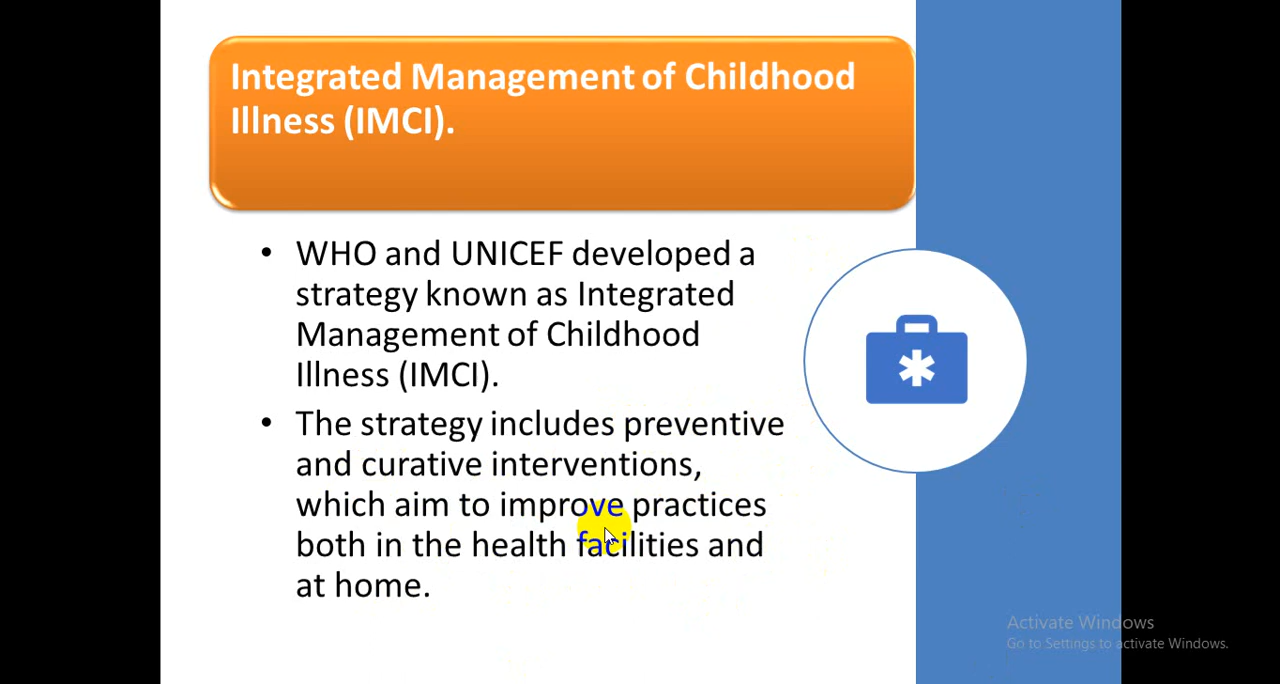 Integrated Management of Childhood
Illness (IMCI).
• WHO and UNICEF developed a
strategy known as Integrated
Management of Childhood
Illness (IMCI).
• The strategy includes preventive
and curative interventions,
which aim to improve practices
both in the health facilities and
at home.
Activate Windows
Go to Settings to activate Windows.